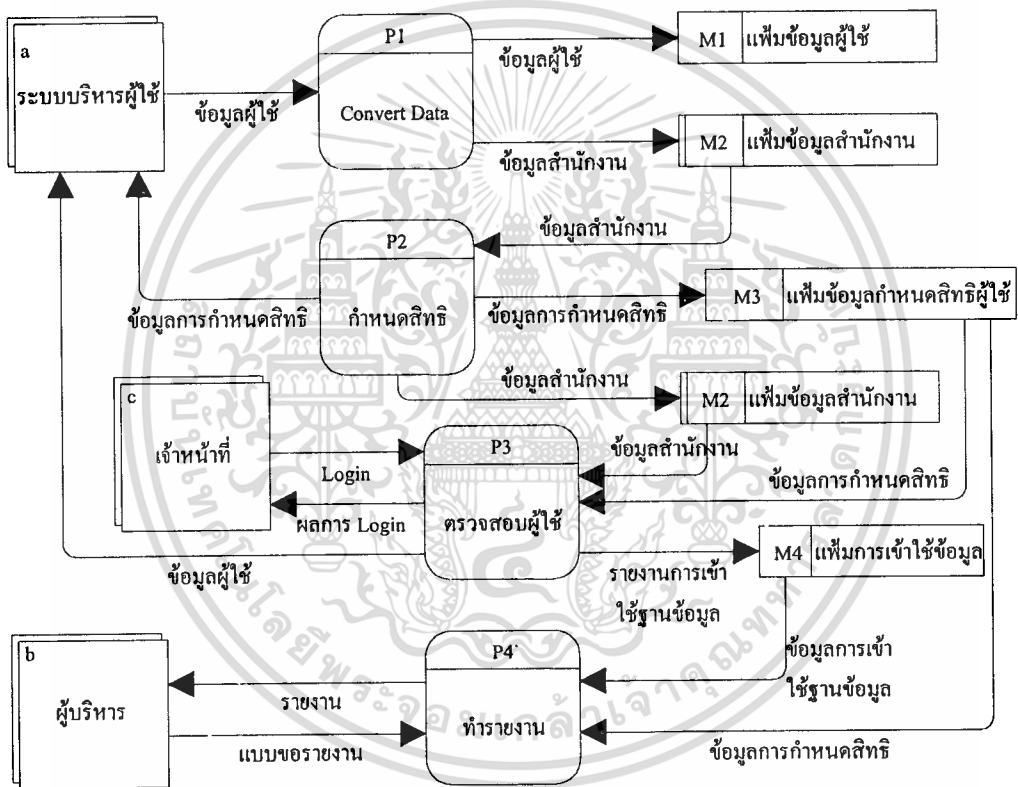 a
ระบบบริหารผู้ใช้
ข้อมูลผู้ใช้
P1
Convert Data
ข้อมูลผู้ใช้
M1 แฟ้มข้อมูลผู้ใช้
ข้อมูลสำนักงาน
M2 แฟ้มข้อมูลสำนักงาน
ข้อมูลสำนักงาน
P2
กำหนดสิทธิ
ข้อมูลการกำหนดสิทธิ
ข้อมูลการกำหนดสิทธิ
M3 แฟ้มข้อมูลกำหนดสิทธิผู้ใช้
ข้อมูลสำนักงาน
M2 แฟ้มข้อมูลสำนักงาน
c
เจ้าหน้าที่
Login
ผลการ Login
P3
ตรวจสอบผู้ใช้
ข้อมูลสำนักงาน
ข้อมูลการกำหนดสิทธิ
ข้อมูลผู้ใช้
รายงานการเข้า
ใช้ฐานข้อมูล
M4 แฟ้มการเข้าใช้ข้อมูล
ข้อมูลการเข้า
ใช้ฐานข้อมูล
b
ผู้บริหาร
รายงาน
แบบขอรายงาน
P4
ทำรายงาน
ข้อมูลการกำหนดสิทธิ